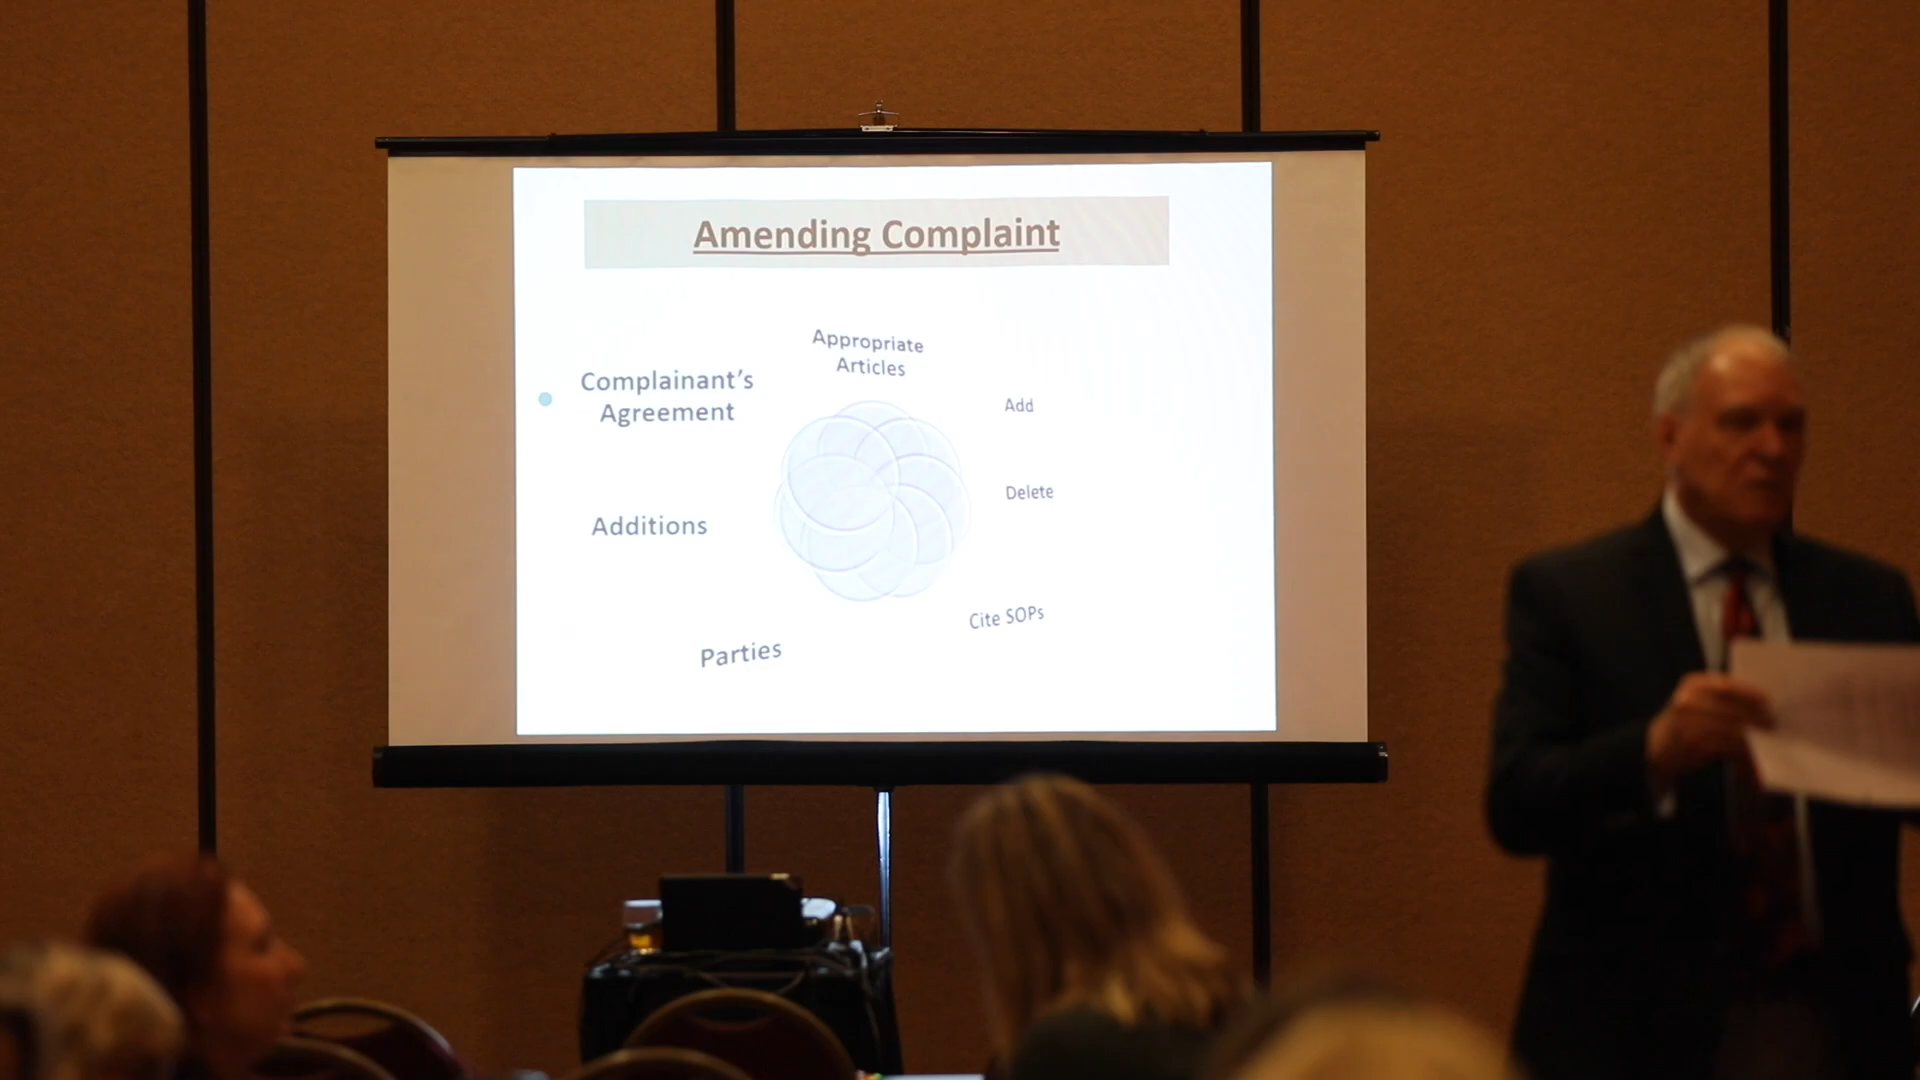 Amending Complaint
Appropriate
Articles
Complainant's
Agreement
Add
Delete
Additions
Cite SOPs
Parties